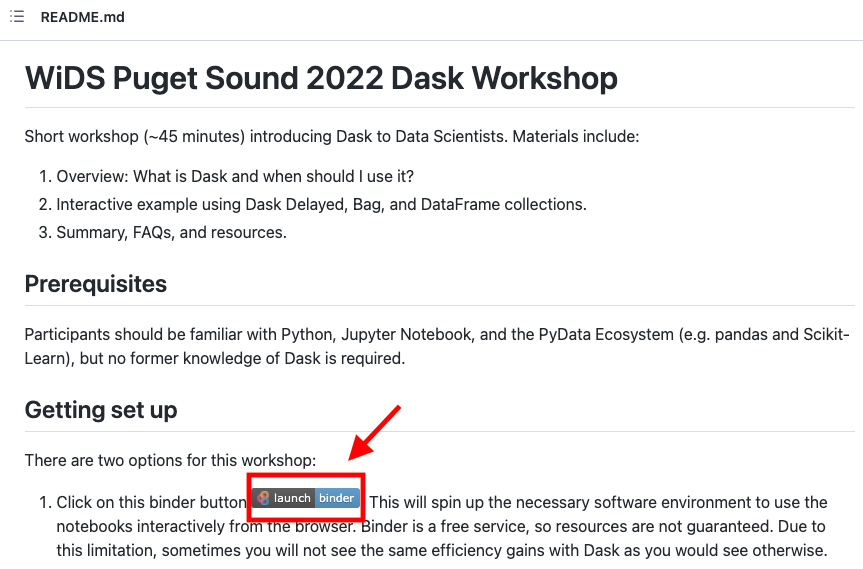 README.md
WiDS Puget Sound 2022 Dask Workshop
Short workshop (~45 minutes) introducing Dask to Data Scientists. Materials include:
1. Overview: What is Dask and when should I use it?
2. Interactive example using Dask Delayed, Bag, and DataFrame collections.
3. Summary, FAQs, and resources.
Prerequisites
Participants should be familiar with Python, Jupyter Notebook, and the PyData Ecosystem (e.g. pandas and Scikit-
Learn), but no former knowledge of Dask is required.
Getting set up
There are two options for this workshop:
1. Click on this binder button launch binder. This will spin up the necessary software environment to use the
notebooks interactively from the browser. Binder is a free service, so resources are not guaranteed. Due to
this limitation, sometimes you will not see the same efficiency gains with Dask as you would see otherwise.